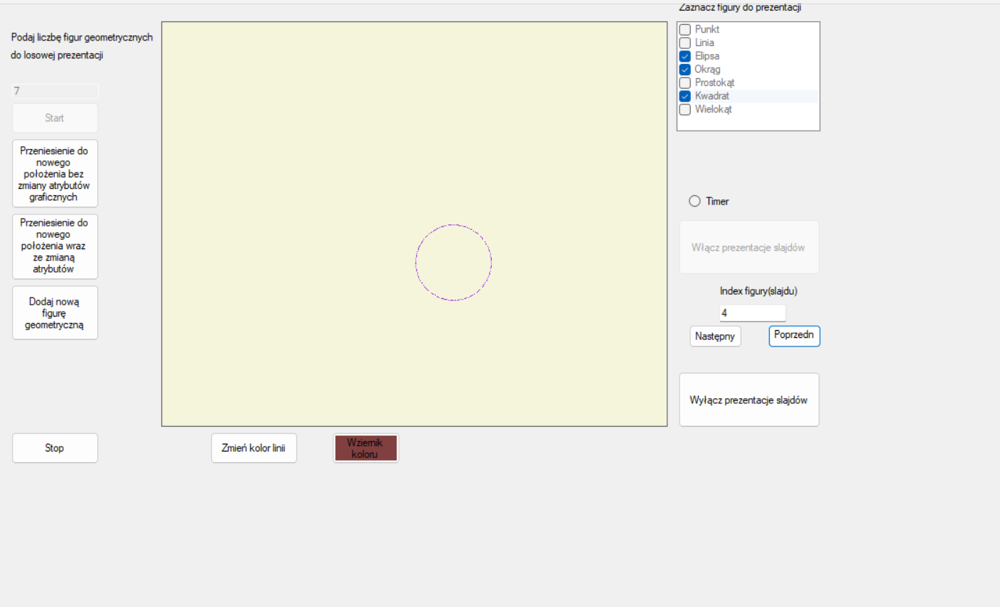 Zaznacz figury do prezentacji
Podaj liczbę figur geometrycznych
do losowej prezentacji
7
Start
Przeniesienie do
nowego
położenia bez
zmiany atrybutów
graficznych
Przeniesienie do
nowego
położenia wraz
ze zmianą
atrybutów
Dodaj nową
figurę
geometryczną
Stop
Zmień kolor linii
Wziernik
koloru
Punkt
Linia
Elipsa
Okrąg
Prostokąt
Kwadrat
Wielokąt
Timer
Włącz prezentacje slajdów
Index figury(slajdu)
4
Następny
Poprzedn
Wyłącz prezentacje slajdów